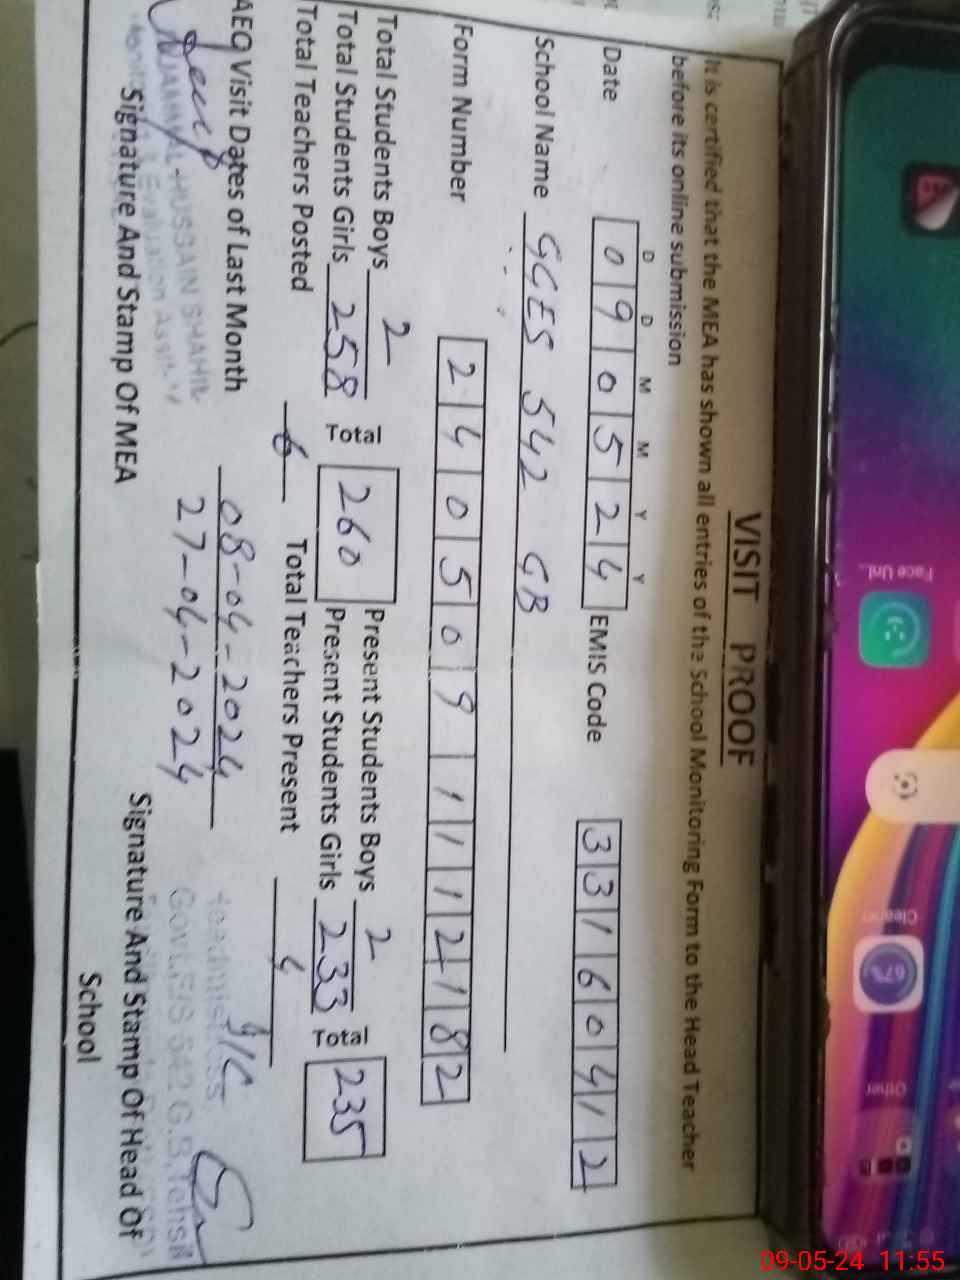 VISIT PROOF
It is certified that the MEA has shown all entries of the School Monitoring Form to the Head Teacher
before its online submission
D D M M Y Y
Date 0 9 0 5 2 4 EMIS Code 3 3 1 6 0 4 1 2
School Name GGES 542 GB
Form Number 2 4 0 5 0 9 1 1 1 2 1 8 2
Total Students Boys 2 Present Students Boys 2
Total Students Girls 258 Total 260 Present Students Girls 233 Total 235
Total Teachers Posted 6 Total Teachers Present 4
AEO Visit Dates of Last Month 08-04-2024
27-04-2024
HUSSAIN SHAHIN
I/C
GOVT. E/S 542 G.B. Tehsil
Signature And Stamp Of MEA Signature And Stamp Of Head Of
School
Face Unl...
Cleaner
67%
Other
09-05-24 11:55